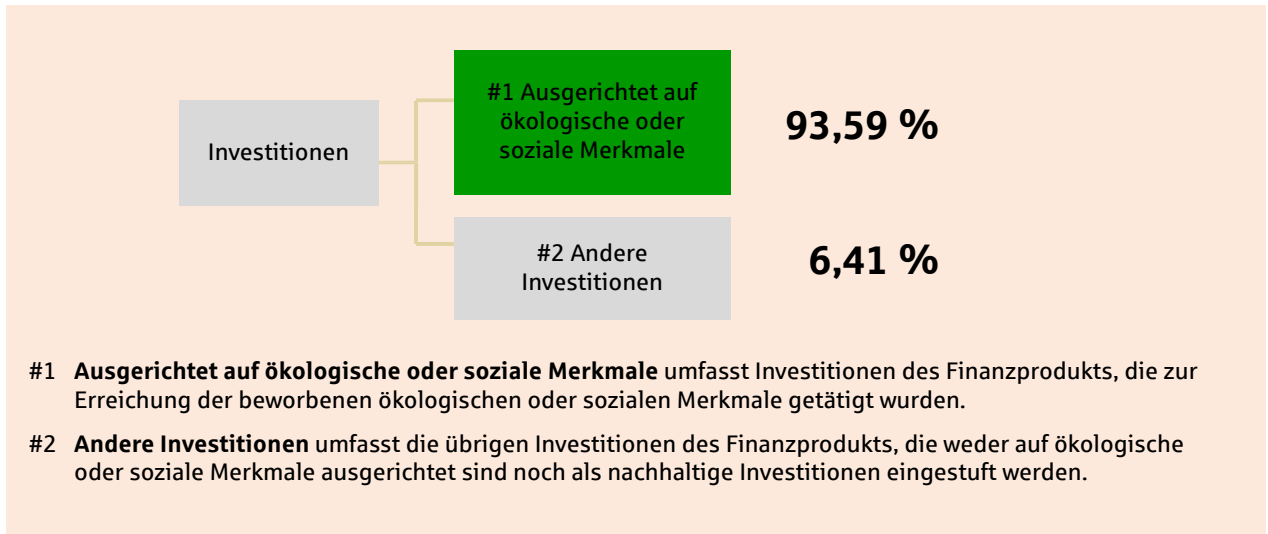 Investitionen
#1 Ausgerichtet auf
ökologische oder
soziale Merkmale
93,59 %
#2 Andere
Investitionen
6,41 %
#1 Ausgerichtet auf ökologische oder soziale Merkmale umfasst Investitionen des Finanzprodukts, die zur
Erreichung der beworbenen ökologischen oder sozialen Merkmale getätigt wurden.
#2 Andere Investitionen umfasst die übrigen Investitionen des Finanzprodukts, die weder auf ökologische
oder soziale Merkmale ausgerichtet sind noch als nachhaltige Investitionen eingestuft werden.